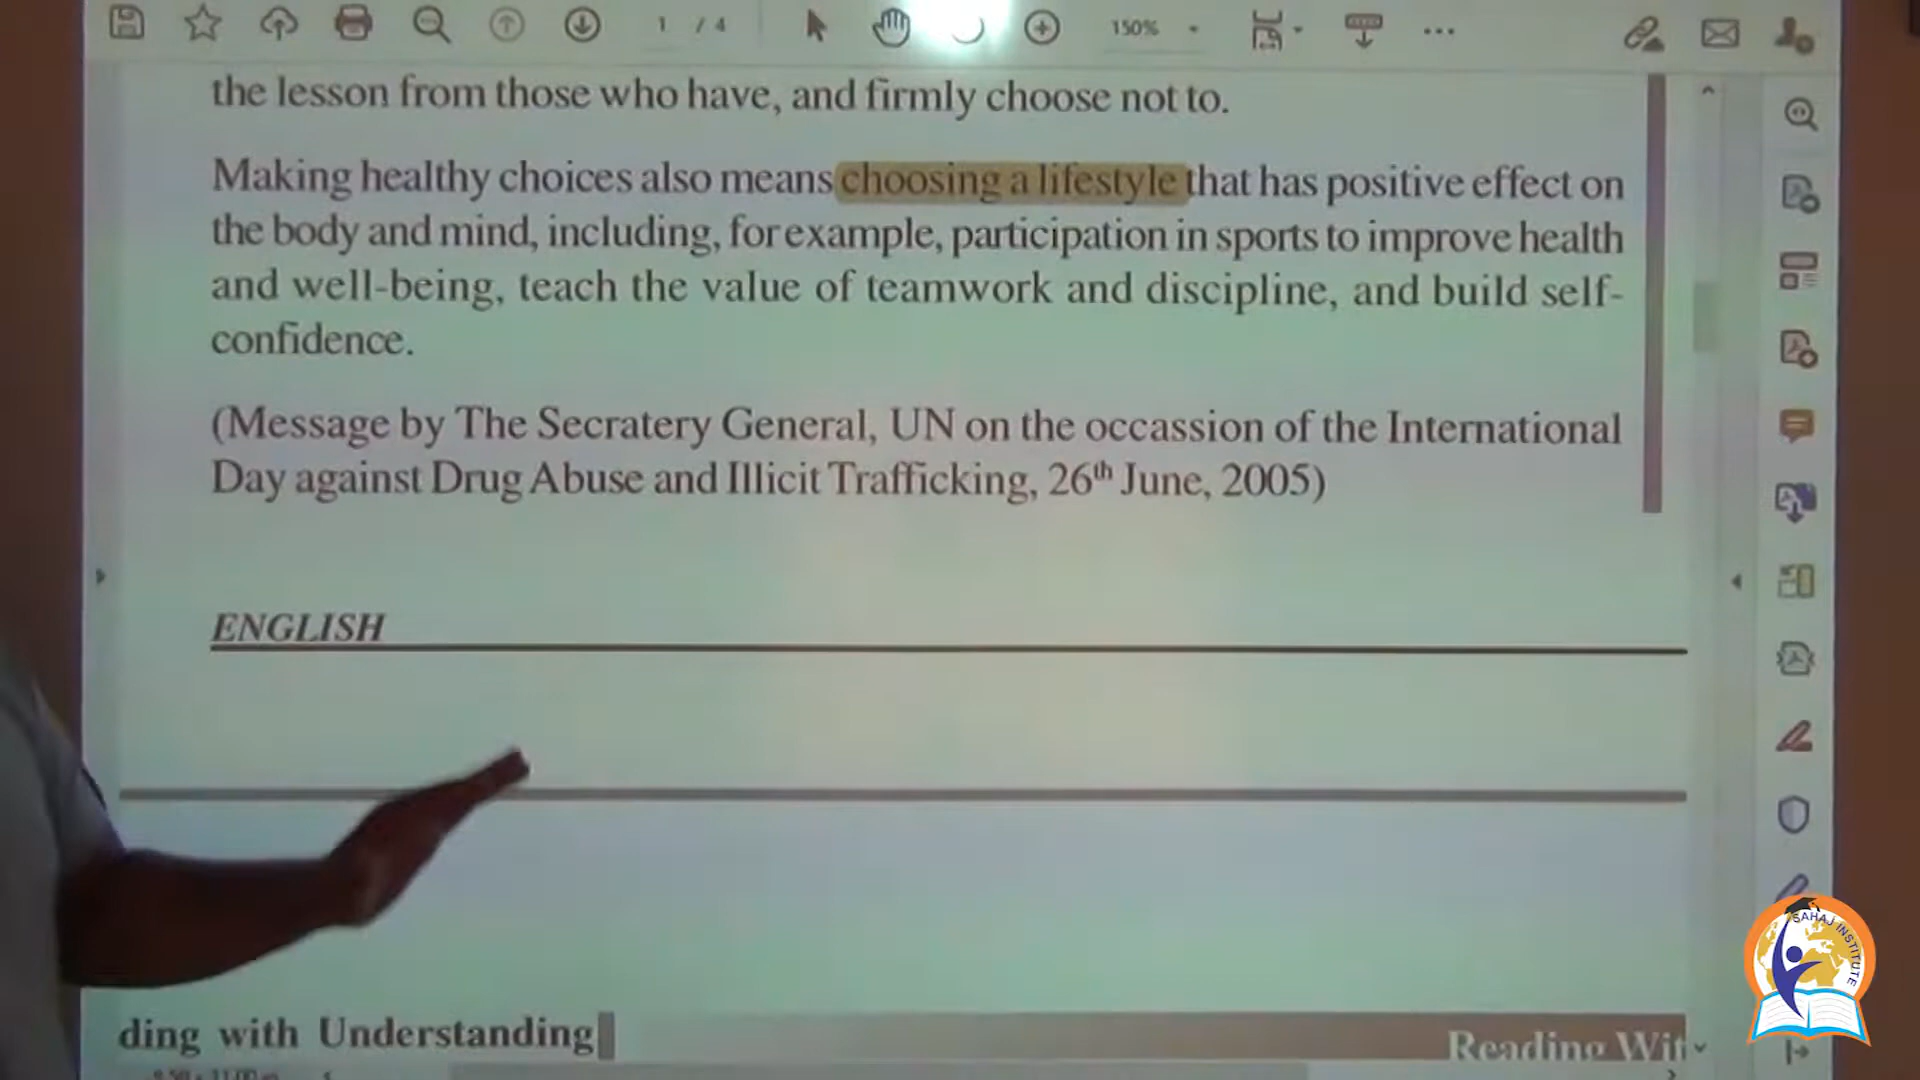 1 / 4
150%
the lesson from those who have, and firmly choose not to.
Making healthy choices also means choosing a lifestyle that has positive effect on
the body and mind, including, for example, participation in sports to improve health
and well-being, teach the value of teamwork and discipline, and build self-
confidence.
(Message by The Secratery General, UN on the occassion of the International
Day against Drug Abuse and Illicit Trafficking, 26th June, 2005)
ENGLISH
SAHAJ INSTITUTE
ding with Understanding
Reading Wit